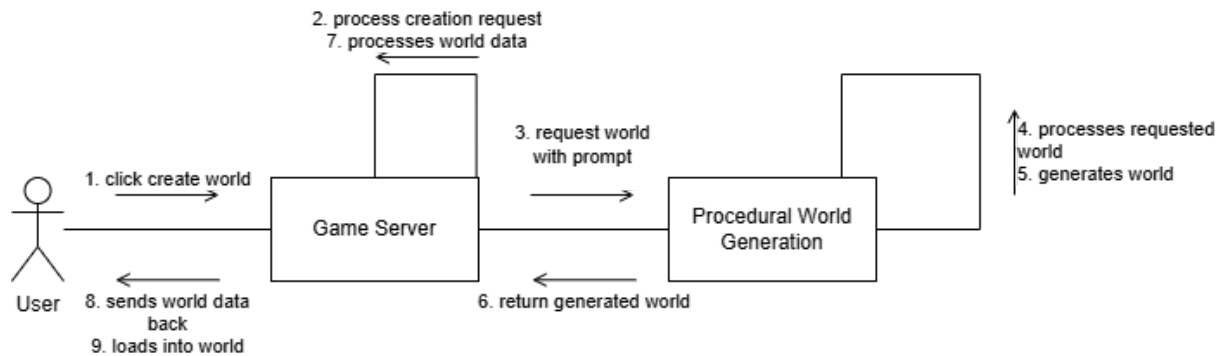 2. process creation request
7. processes world data
3. request world
with prompt
4. processes requested
world
5. generates world
1. click create world
Game Server
Procedural World
Generation
User
8. sends world data
back
9. loads into world
6. return generated world